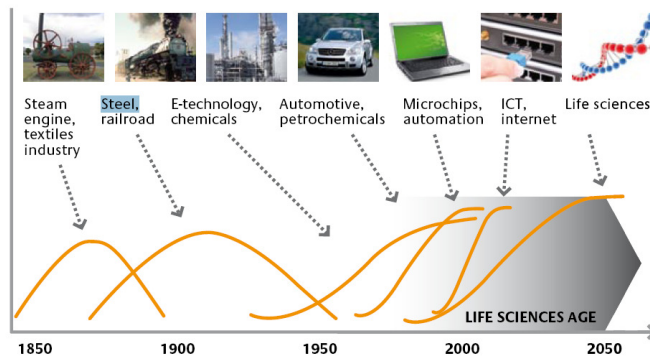 Steam
engine,
textiles
industry
Steel,
railroad
E-technology,
chemicals
Automotive,
petrochemicals
Microchips,
automation
ICT,
internet
Life sciences
LIFE SCIENCES AGE
1850 1900 1950 2000 2050